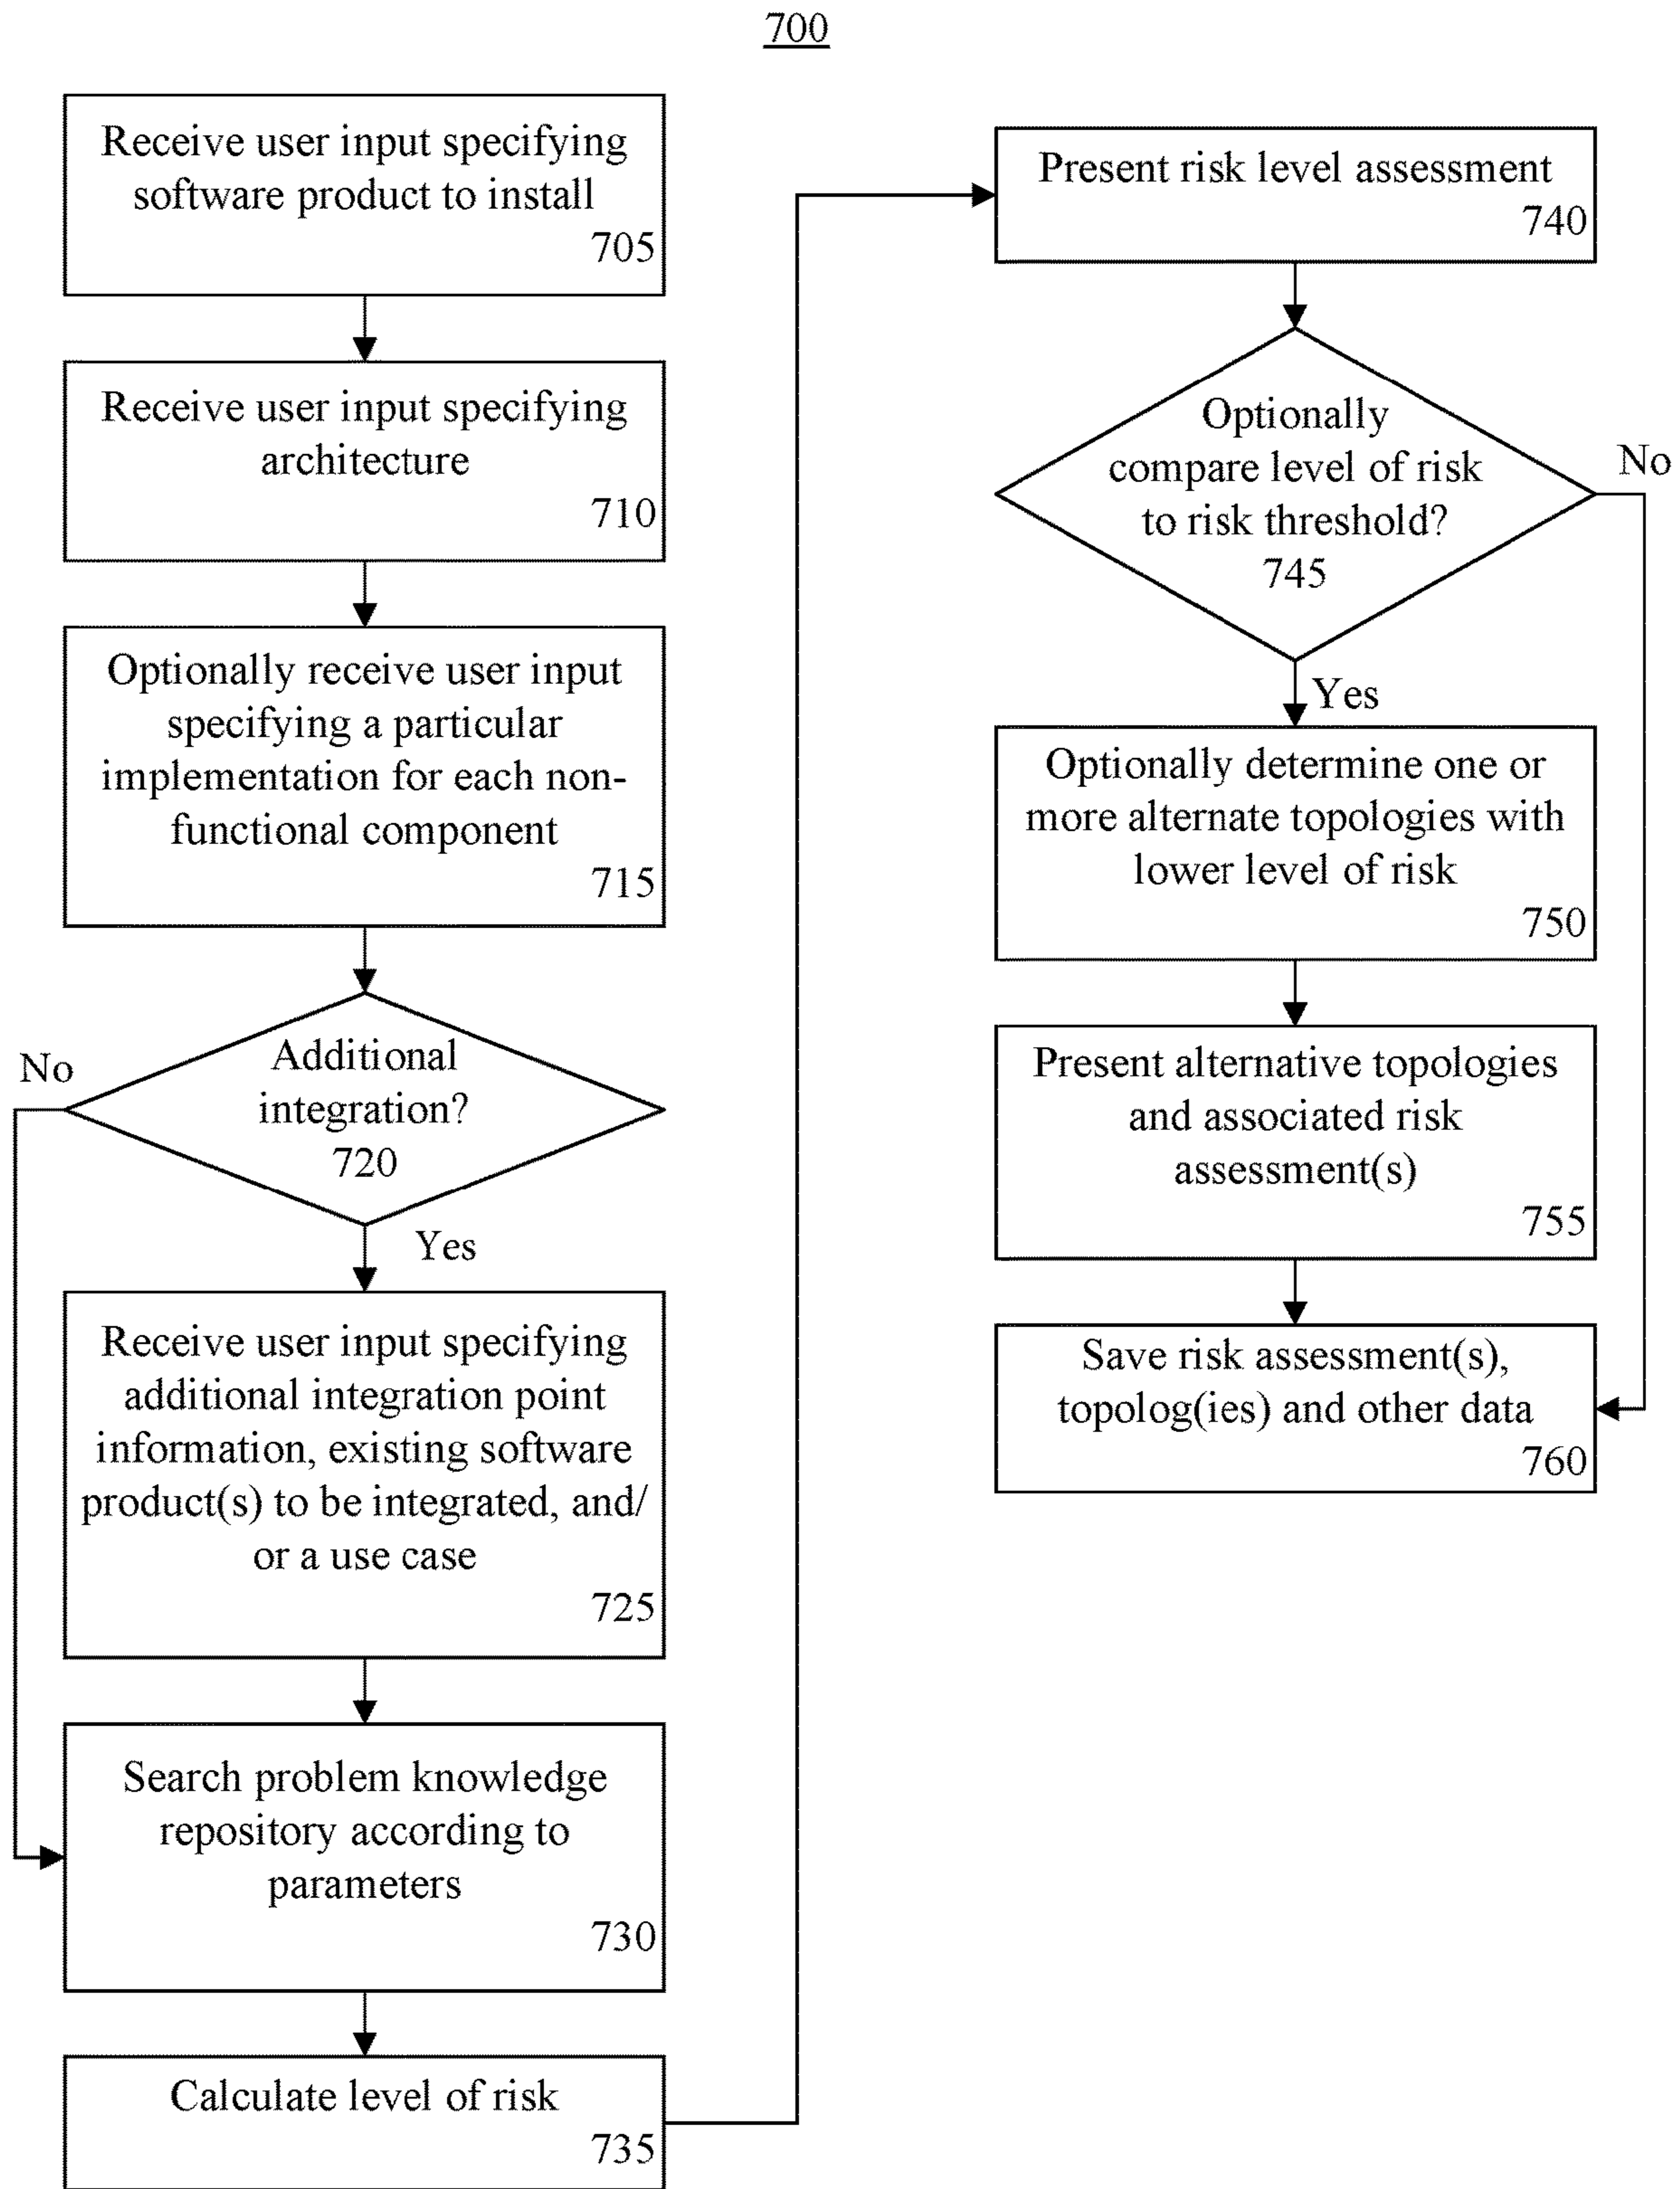 700
Receive user input specifying
software product to install
705
Receive user input specifying
architecture
710
Optionally receive user input
specifying a particular
implementation for each non-
functional component
715
Additional
integration?
720
No
Yes
Receive user input specifying
additional integration point
information, existing software
product(s) to be integrated, and/
or a use case
725
Search problem knowledge
repository according to
parameters
730
Calculate level of risk
735
Present risk level assessment
740
Optionally
compare level of risk
to risk threshold?
745
No
Yes
Optionally determine one or
more alternate topologies with
lower level of risk
750
Present alternative topologies
and associated risk
assessment(s)
755
Save risk assessment(s),
topolog(ies) and other data
760